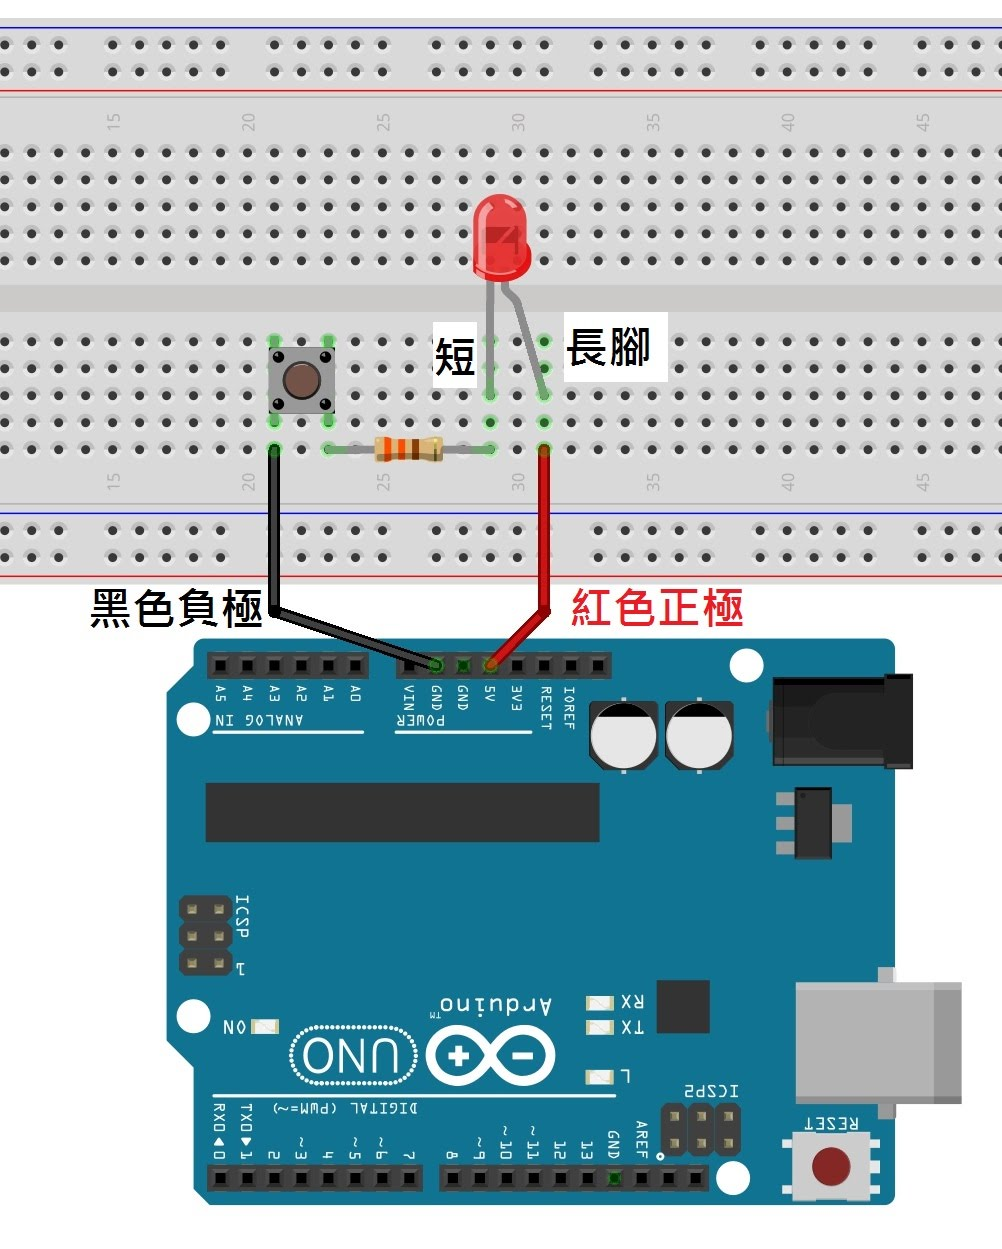 15 20 25 30 35 40 45
短
長腳
15 20 25 30 35 40 45
黑色負極
紅色正極
A5 A4 A3 A2 A1 A0
VIN GND GND 5V 3V3 RESET IOREF
ANALOG IN
POWER
ICSP
1
Arduino™
RX
TX
ON
UNO
L
ICSP2
DIGITAL (PWM=~)
RESET
RX0◀0 TX0▶1 2 ~3 4 ~5 ~6 7
8 ~9 ~10 ~11 12 13 GND AREF